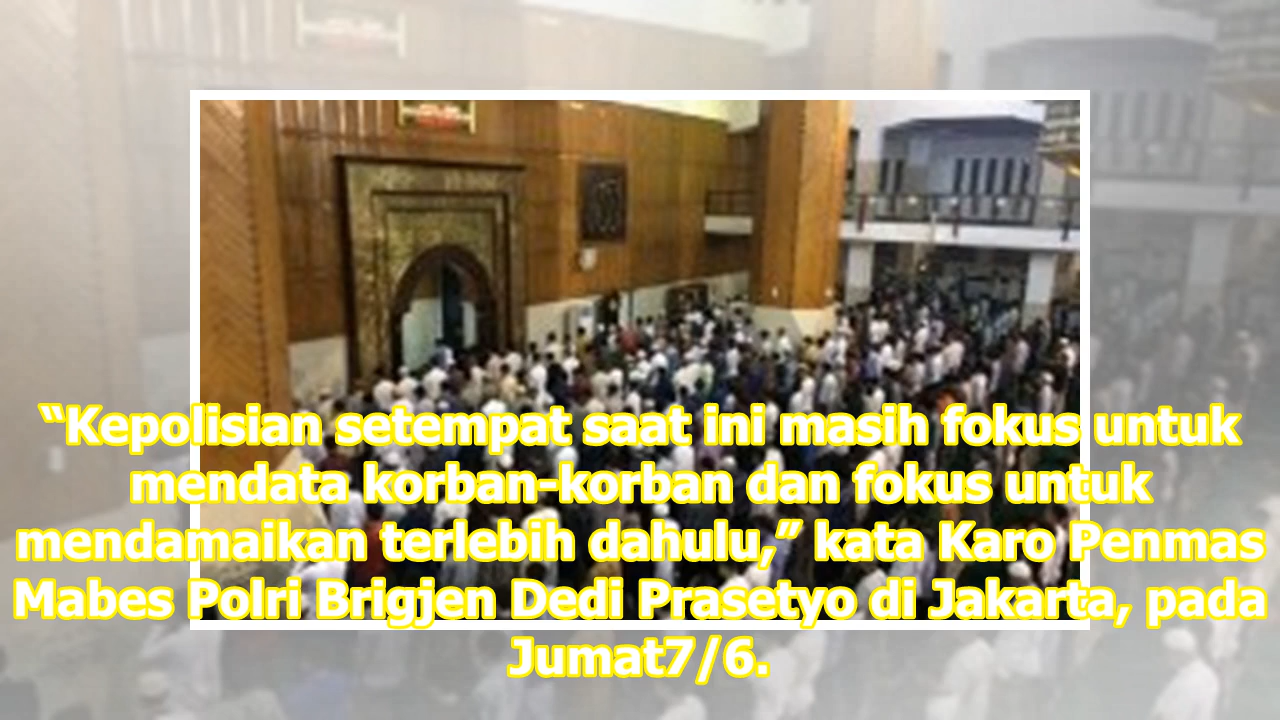 “Kepolisian setempat saat ini masih fokus untuk
mendata korban-korban dan fokus untuk
mendamaikan terlebih dahulu,” kata Karo Penmas
Mabes Polri Brigjen Dedi Prasetyo di Jakarta, pada
Jumat7/6.